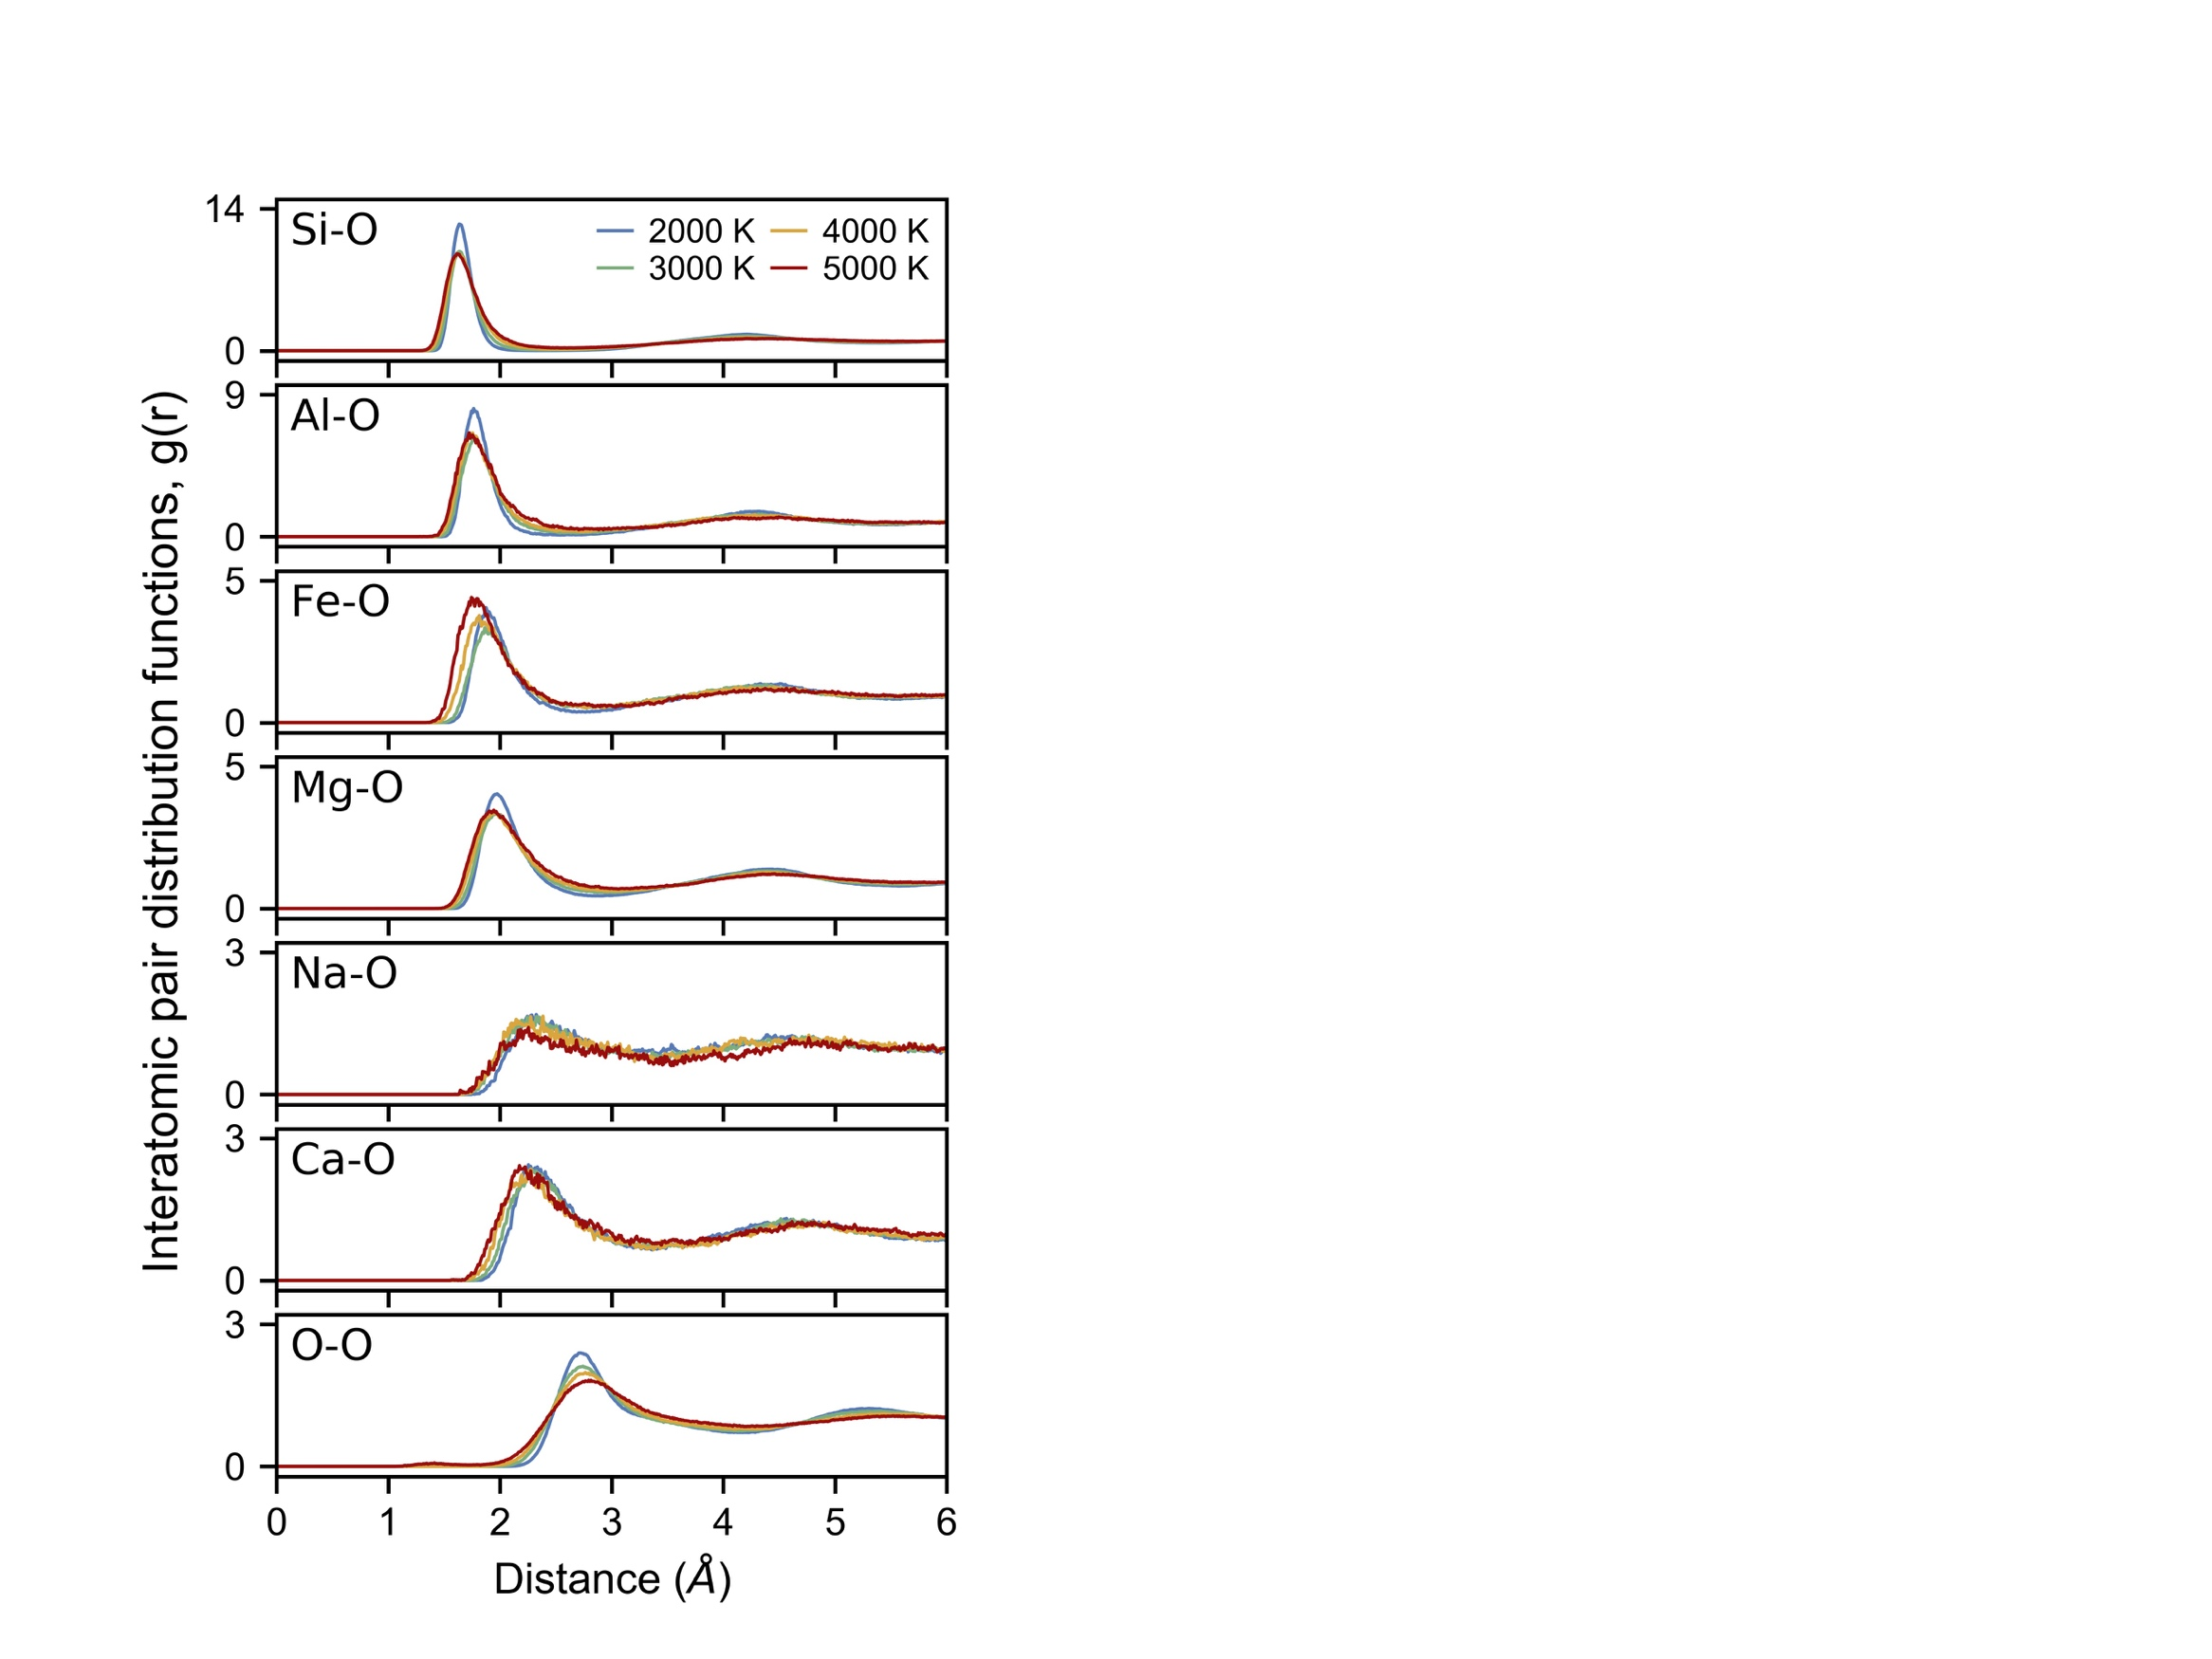 Interatomic pair distribution functions, g(r)
14
0
Si-O
2000 K
4000 K
3000 K
5000 K
9
0
Al-O
5
0
Fe-O
5
0
Mg-O
3
0
Na-O
3
0
Ca-O
3
0
O-O
0 1 2 3 4 5 6
Distance (Å)